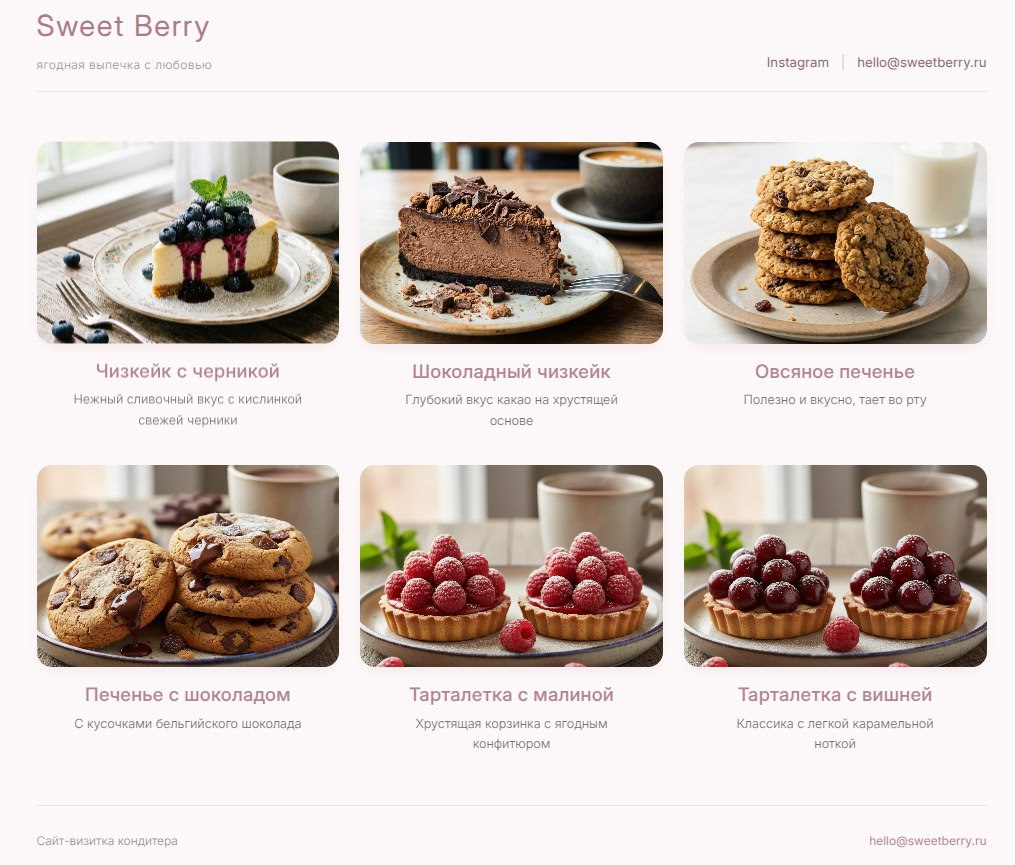 Sweet Berry
ягодная выпечка с любовью
Instagram | hello@sweetberry.ru
Чизкейк с черникой
Нежный сливочный вкус с кислинкой
свежей черники
Шоколадный чизкейк
Глубокий вкус какао на хрустящей
основе
Овсяное печенье
Полезно и вкусно, тает во рту
Печенье с шоколадом
С кусочками бельгийского шоколада
Тарталетка с малиной
Хрустящая корзинка с ягодным
конфитюром
Тарталетка с вишней
Классика с легкой карамельной
ноткой
Сайт-визитка кондитера
hello@sweetberry.ru